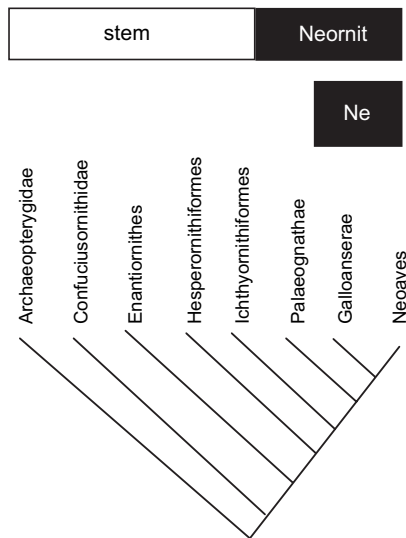 stem
Neornit
Ne
Archaeopterygidae
Confuciusornithidae
Enantiornithes
Hesperornithiformes
Ichthyornithiformes
Palaeognathae
Galloanserae
Neoaves